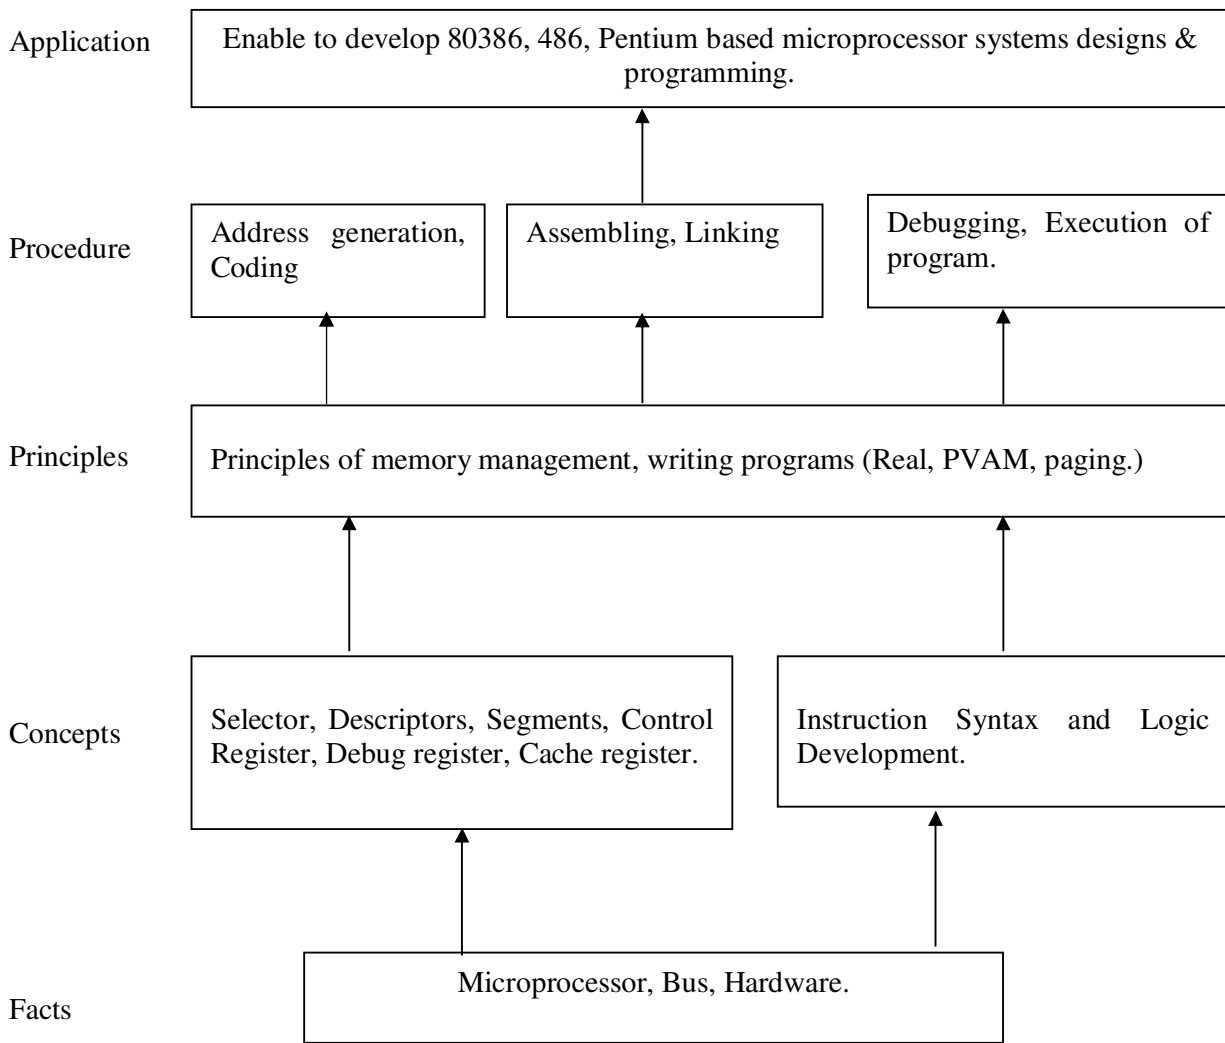 Application
Enable to develop 80386, 486, Pentium based microprocessor systems designs &
programming.
Procedure
Address generation,
Coding
Assembling, Linking
Debugging, Execution of
program.
Principles
Principles of memory management, writing programs (Real, PVAM, paging.)
Concepts
Selector, Descriptors, Segments, Control
Register, Debug register, Cache register.
Instruction Syntax and Logic
Development.
Facts
Microprocessor, Bus, Hardware.